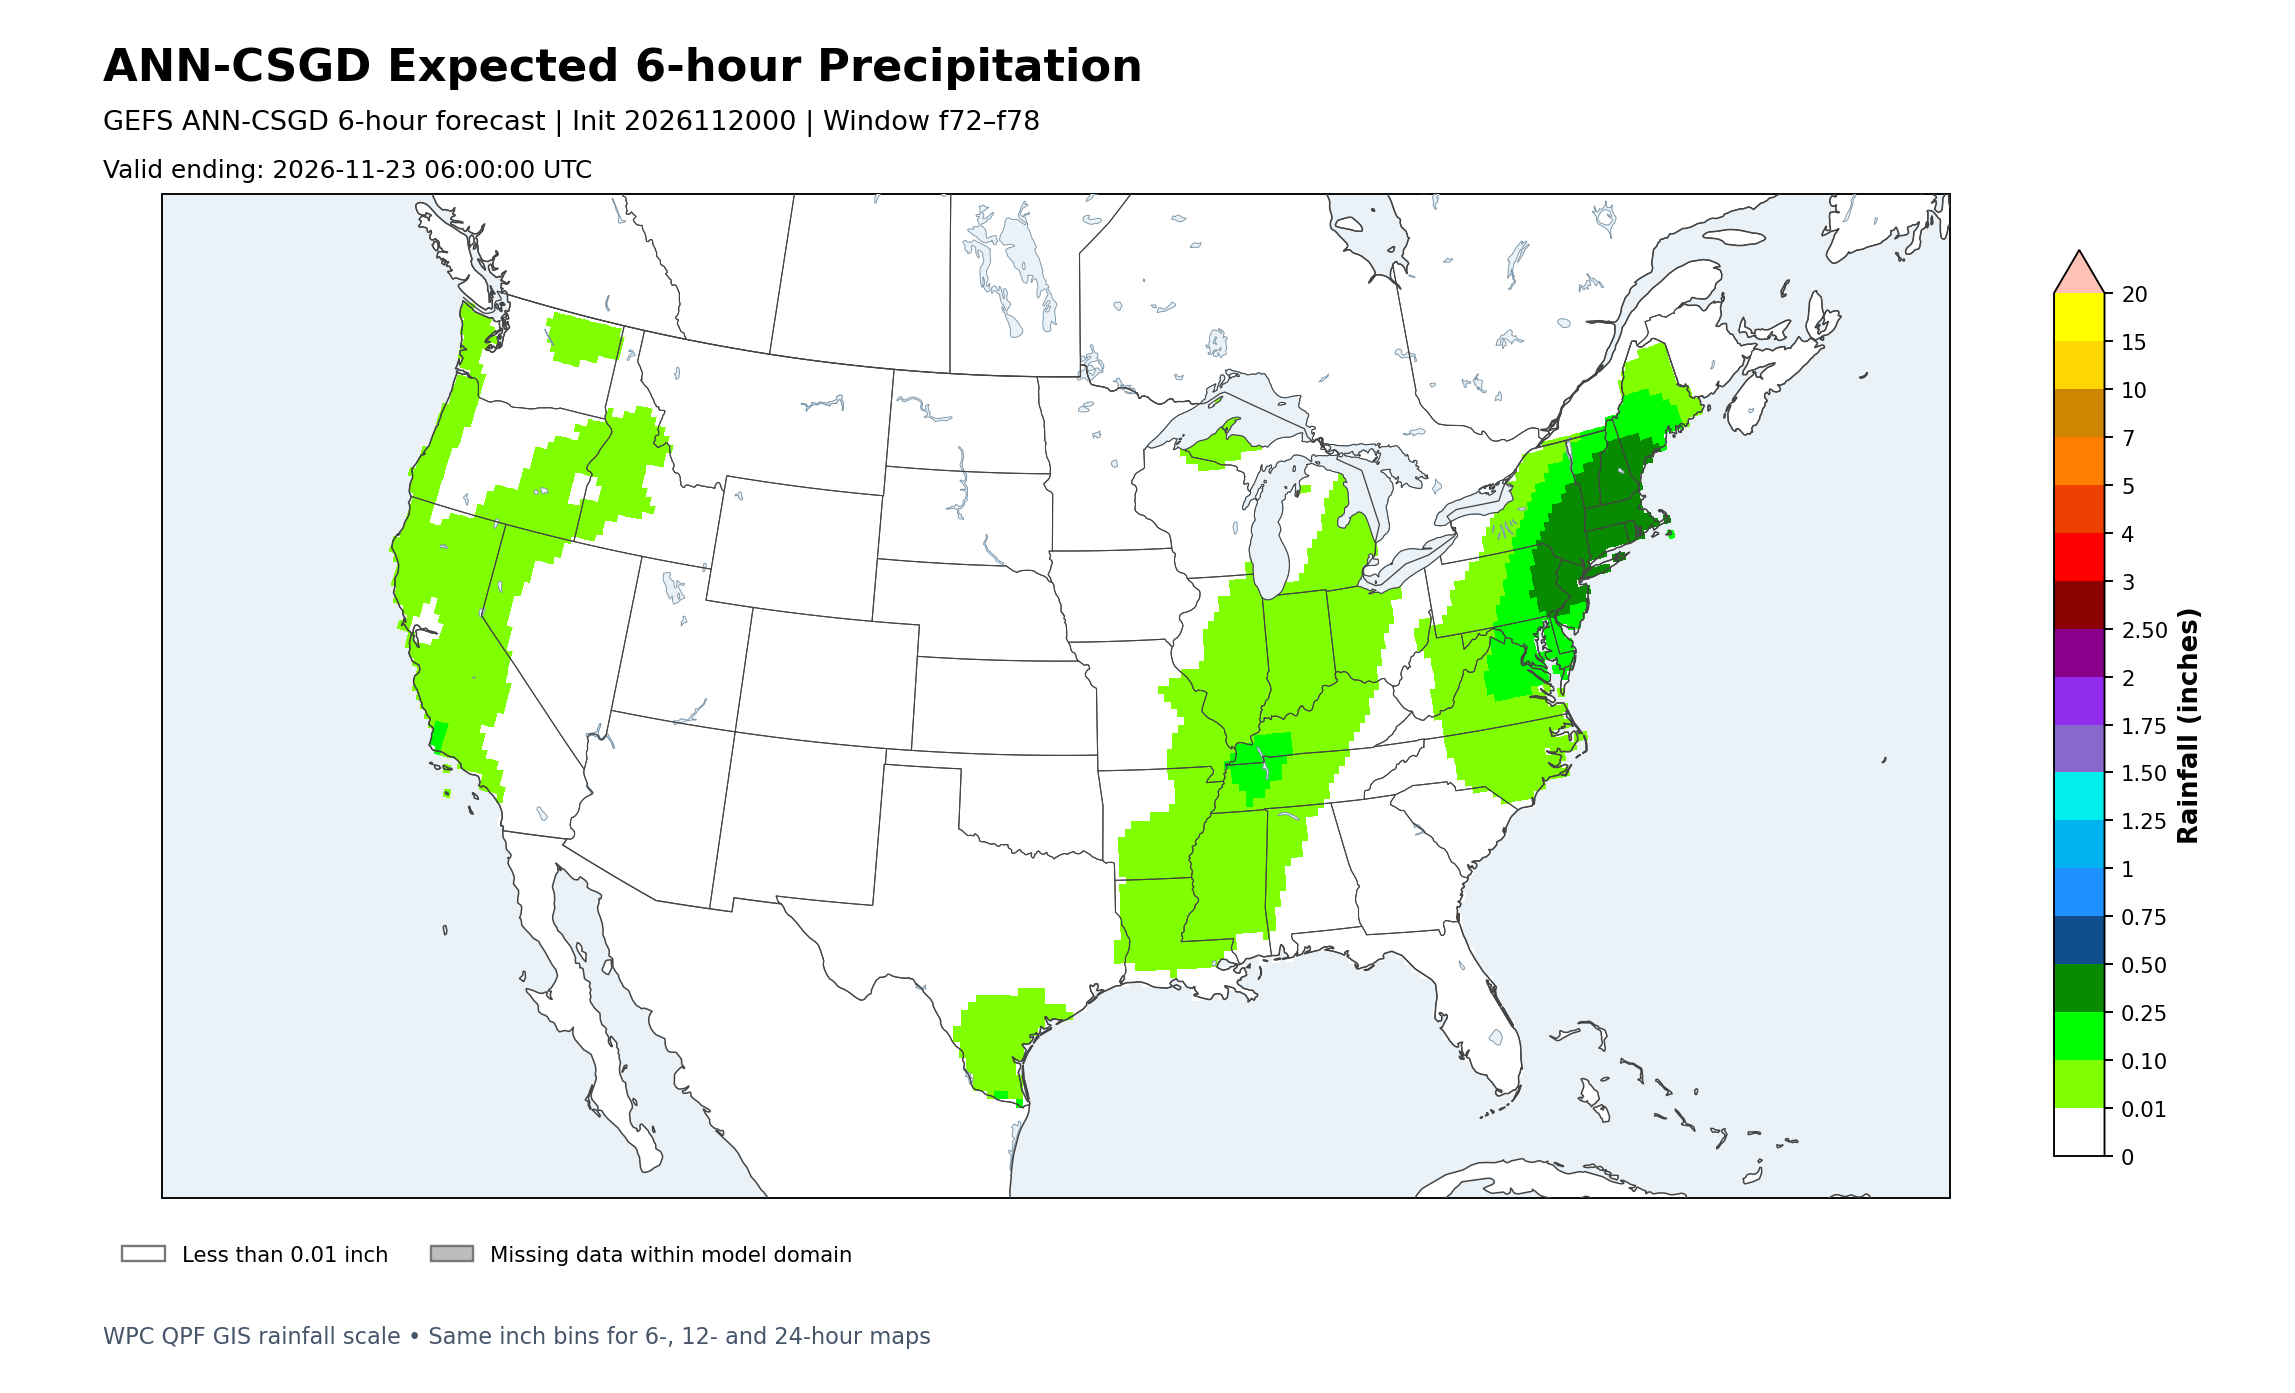 ANN-CSGD Expected 6-hour Precipitation
GEFS ANN-CSGD 6-hour forecast | Init 2026112000 | Window f72–f78
Valid ending: 2026-11-23 06:00:00 UTC
20
15
10
7
5
4
3
2.50
2
1.75
1.50
1.25
1
0.75
0.50
0.25
0.10
0.01
0
Rainfall (inches)
Less than 0.01 inch
Missing data within model domain
WPC QPF GIS rainfall scale • Same inch bins for 6-, 12- and 24-hour maps